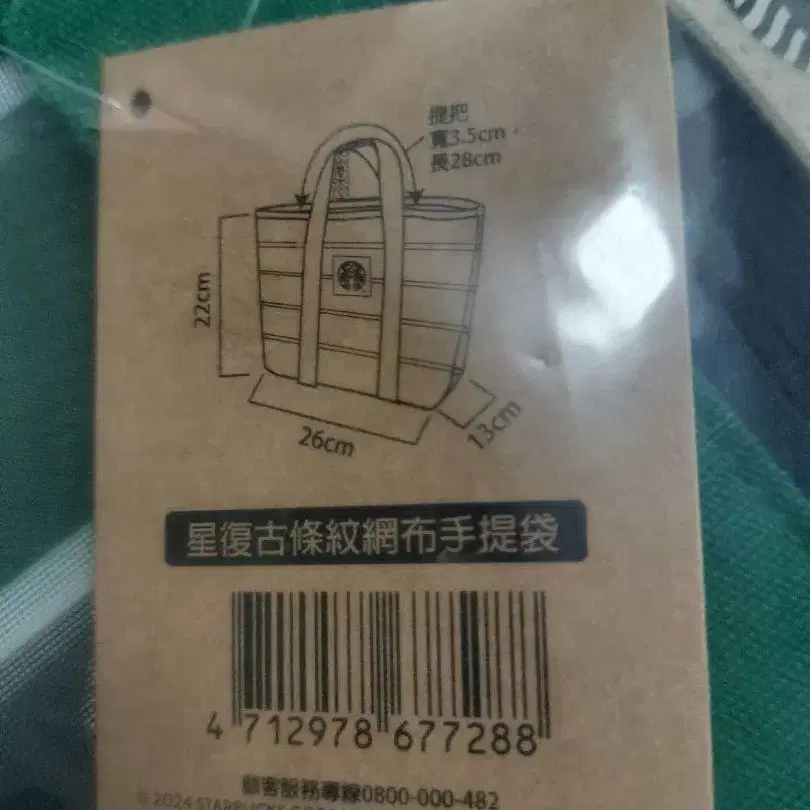 提把
寬3.5cm,
長28cm
22cm
26cm
13cm
星復古條紋網布手提袋
4 712978 677288
顧客服務專線0800-000-482
© 2024 STARBUCKS